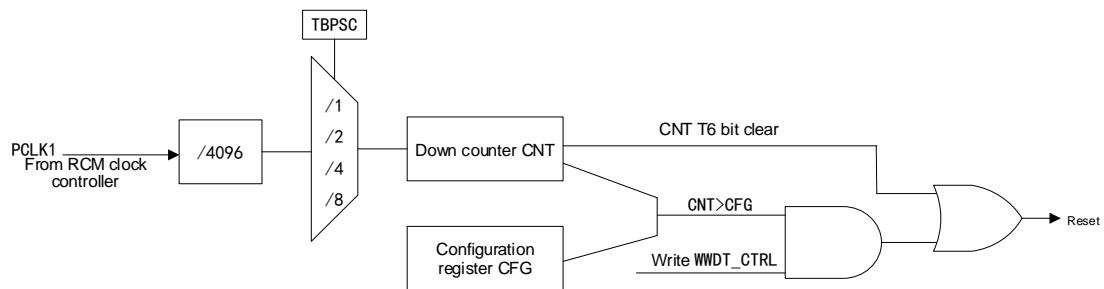 TBPSC
/1
/2
/4
/8
PCLK1
From RCM clock
controller
/4096
Down counter CNT
CNT T6 bit clear
CNT>CFG
Configuration
register CFG
Write WWDT_CTRL
Reset